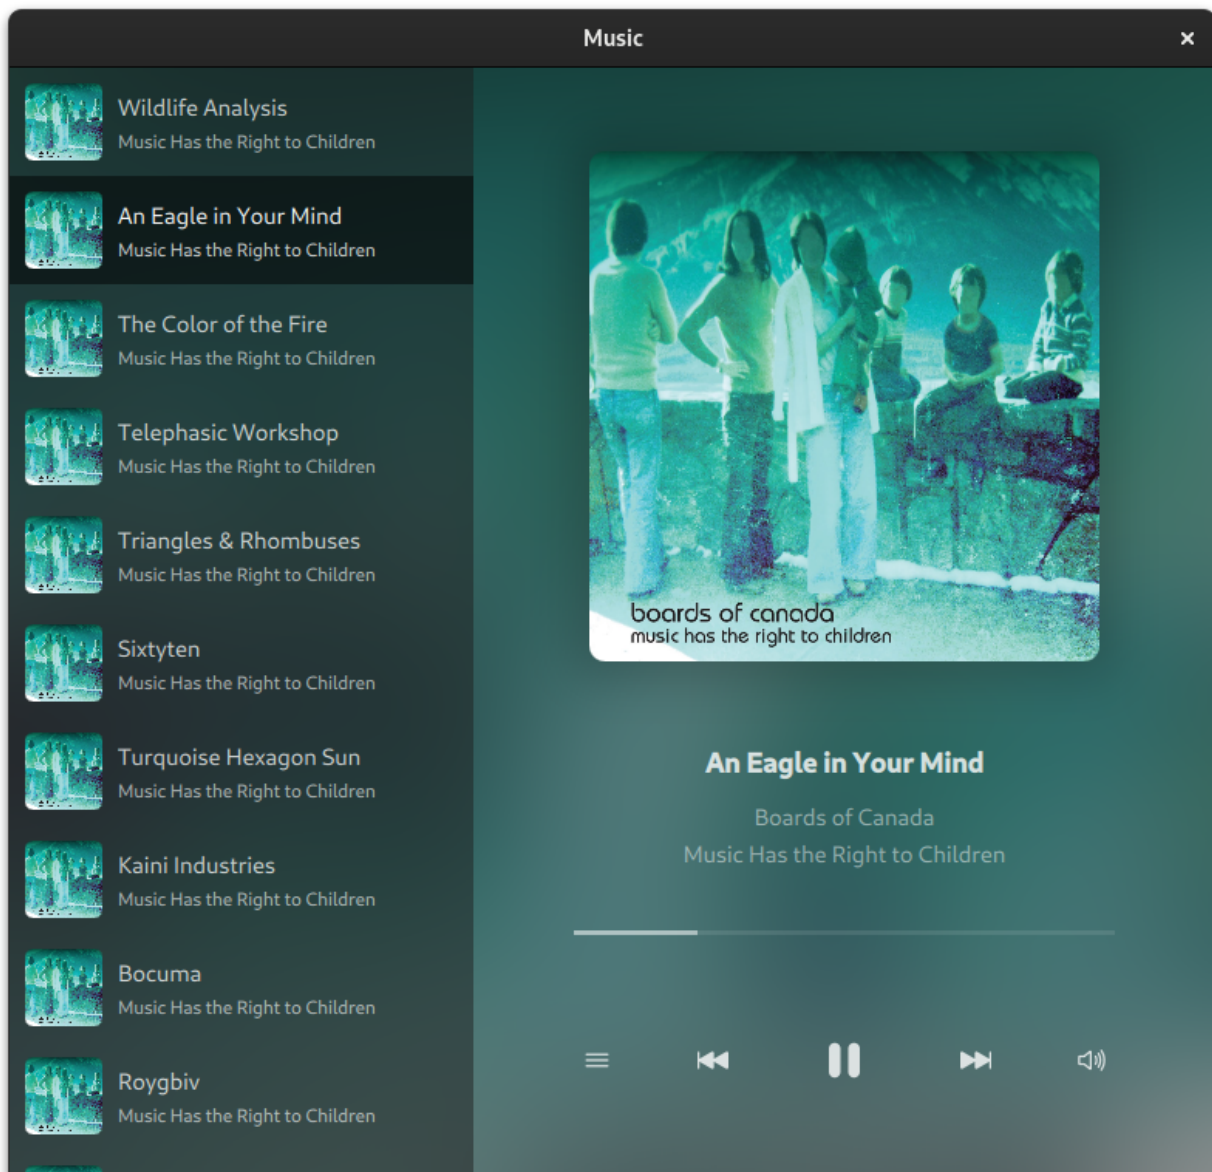 Music
Wildlife Analysis
Music Has the Right to Children
An Eagle in Your Mind
Music Has the Right to Children
The Color of the Fire
Music Has the Right to Children
Telephasic Workshop
Music Has the Right to Children
Triangles & Rhombuses
Music Has the Right to Children
Sixtyten
Music Has the Right to Children
Turquoise Hexagon Sun
Music Has the Right to Children
Kaini Industries
Music Has the Right to Children
Bocuma
Music Has the Right to Children
Roygbiv
Music Has the Right to Children
boards of canada
music has the right to children
An Eagle in Your Mind
Boards of Canada
Music Has the Right to Children